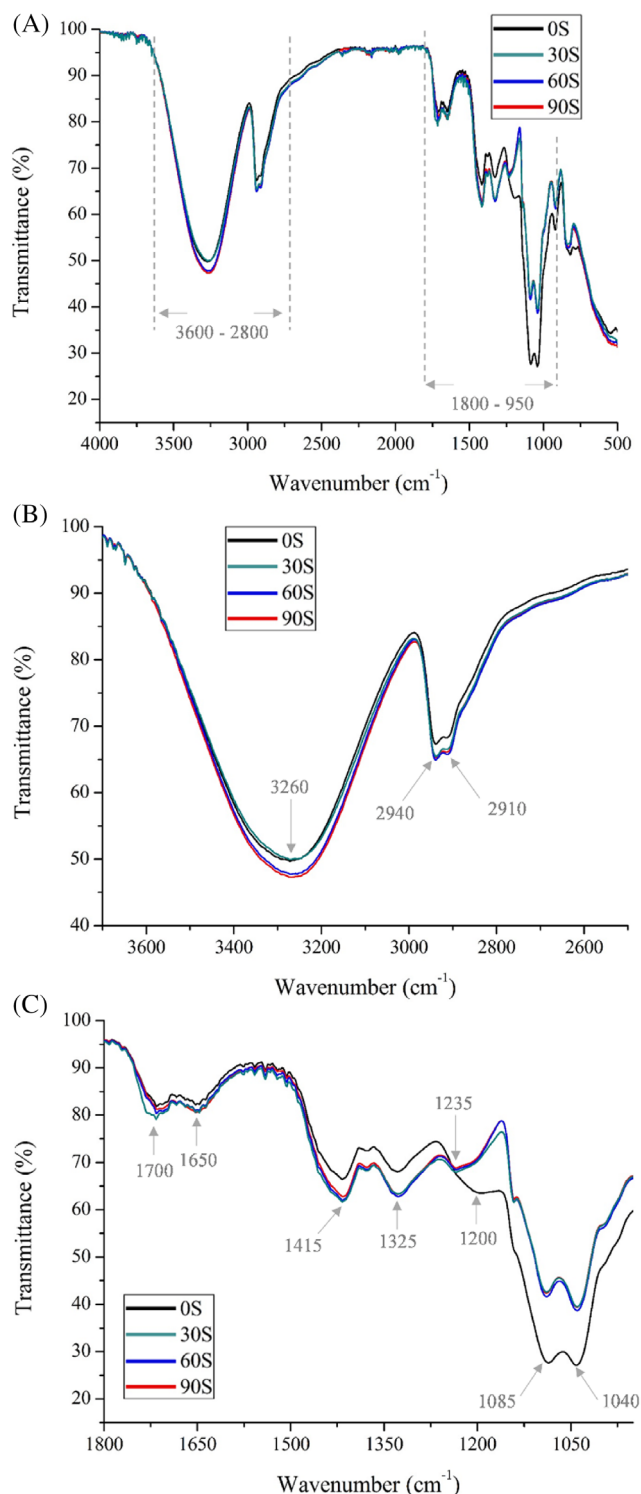 (A)
100
90
80
70
60
50
40
30
20
Transmittance (%)
0S
30S
60S
90S
3600 - 2800
1800 - 950
4000 3500 3000 2500 2000 1500 1000 500
Wavenumber (cm-1)
(B)
100
90
80
70
60
50
40
Transmittance (%)
0S
30S
60S
90S
3260
2940
2910
3600 3400 3200 3000 2800 2600
Wavenumber (cm-1)
(C)
100
90
80
70
60
50
40
30
20
Transmittance (%)
1700
1650
1415
1325
1235
1200
1085
1040
0S
30S
60S
90S
1800 1650 1500 1350 1200 1050
Wavenumber (cm-1)